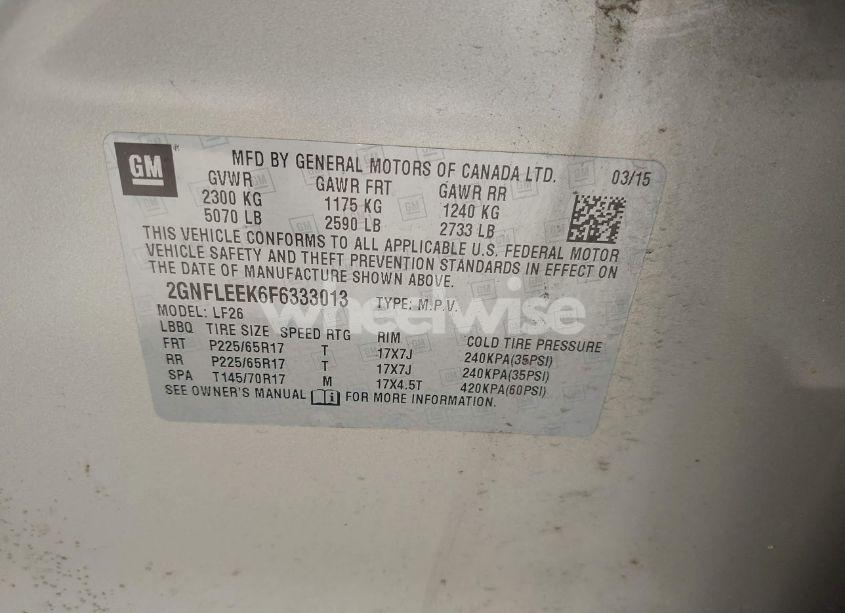 GM
MFD BY GENERAL MOTORS OF CANADA LTD. 03/15
GVWR GAWR FRT GAWR RR
2300 KG 1175 KG 1240 KG
5070 LB 2590 LB 2733 LB
THIS VEHICLE CONFORMS TO ALL APPLICABLE U.S. FEDERAL MOTOR
VEHICLE SAFETY AND THEFT PREVENTION STANDARDS IN EFFECT ON
THE DATE OF MANUFACTURE SHOWN ABOVE.
2GNFLEEK6F6333013 TYPE: M.P.V.
wheelwise
MODEL: LF26
LBBQ TIRE SIZE SPEED RTG RIM COLD TIRE PRESSURE
FRT P225/65R17 T 17X7J 240KPA(35PSI)
RR P225/65R17 T 17X7J 240KPA(35PSI)
SPA T145/70R17 M 17X4.5T 420KPA(60PSI)
SEE OWNER'S MANUAL FOR MORE INFORMATION.